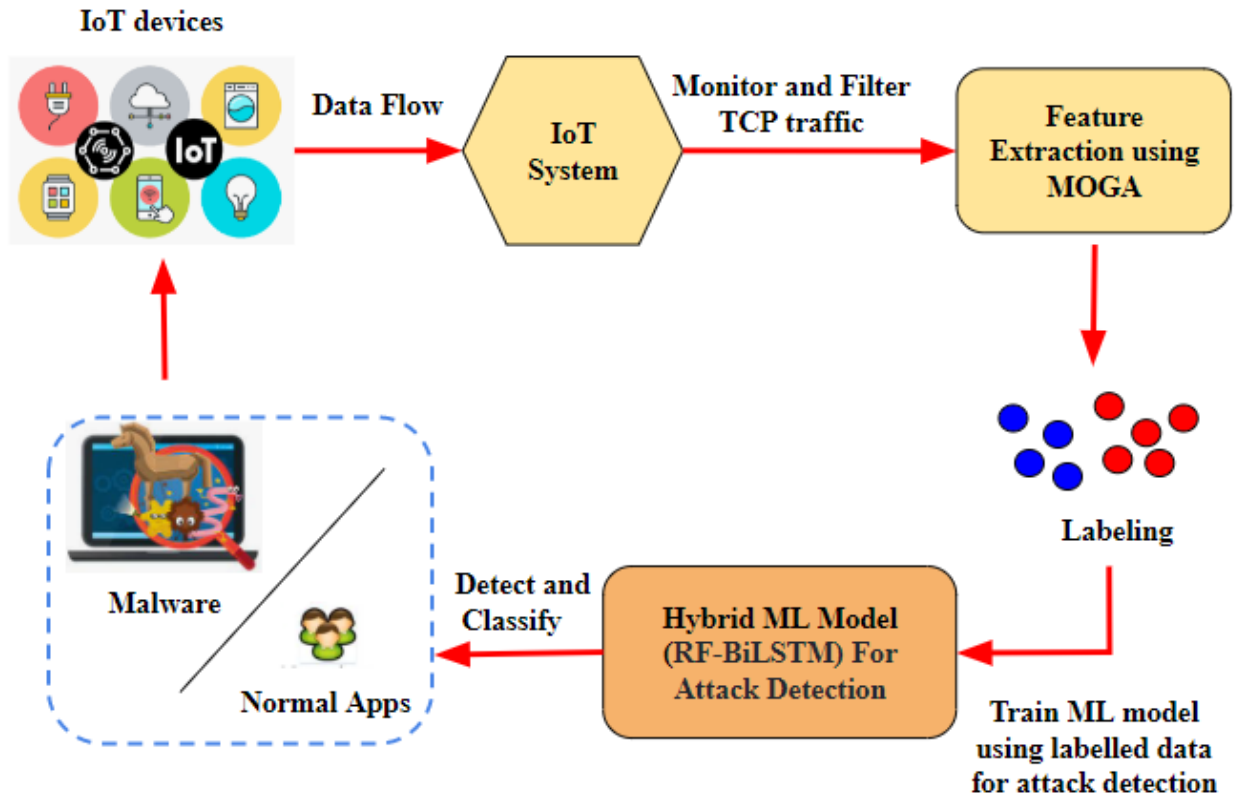 IoT devices
IoT
Data Flow
IoT
System
Monitor and Filter
TCP traffic
Feature
Extraction using
MOGA
Labeling
Train ML model
using labelled data
for attack detection
Hybrid ML Model
(RF-BiLSTM) For
Attack Detection
Detect and
Classify
Malware
Normal Apps